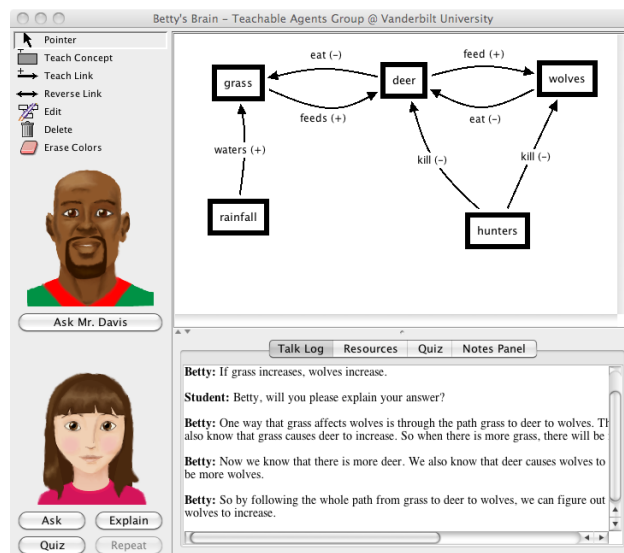 Betty's Brain – Teachable Agents Group @ Vanderbilt University
Pointer
Teach Concept
Teach Link
Reverse Link
Edit
Delete
Erase Colors
Ask Mr. Davis
Ask
Explain
Quiz
Repeat
eat (–)
feed (+)
grass
deer
wolves
feeds (+)
eat (–)
waters (+)
kill (–)
kill (–)
rainfall
hunters
Talk Log
Resources
Quiz
Notes Panel
Betty: If grass increases, wolves increase.
Student: Betty, will you please explain your answer?
Betty: One way that grass affects wolves is through the path grass to deer to wolves.
also know that grass causes deer to increase. So when there is more grass, there will be
Betty: Now we know that there is more deer. We also know that deer causes wolves to
be more wolves.
Betty: So by following the whole path from grass to deer to wolves, we can figure out
wolves to increase.